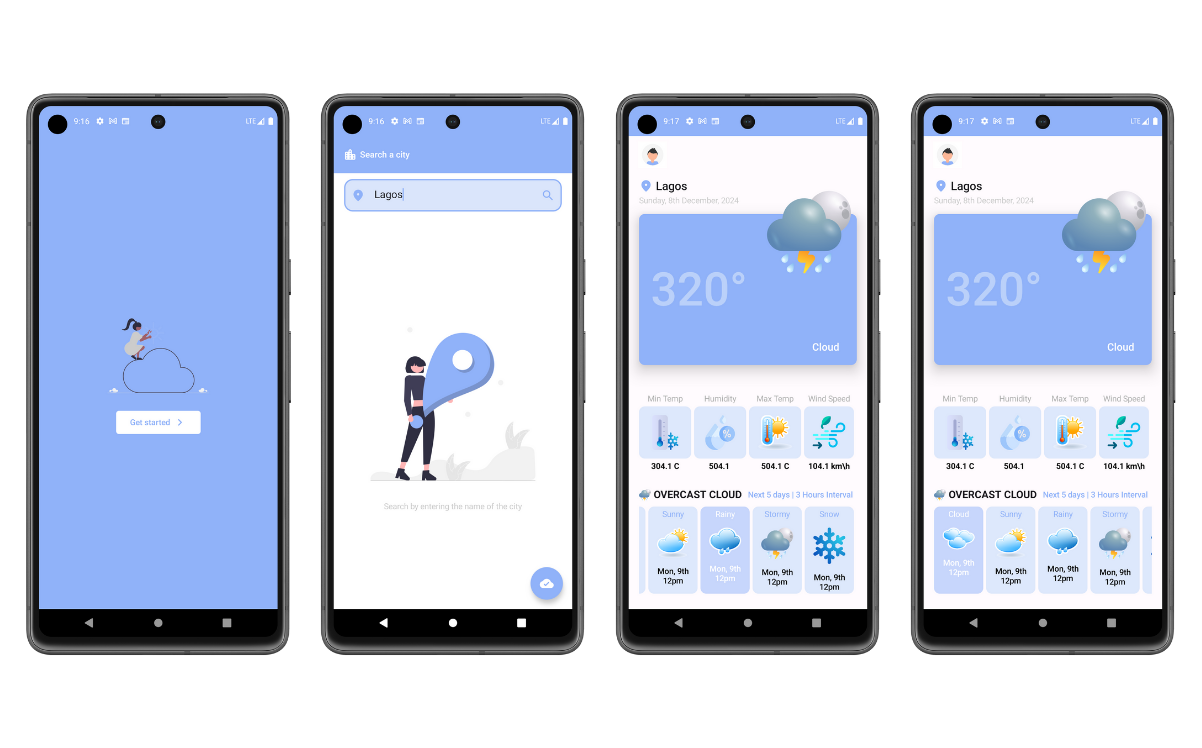 9:16
LTE
Get started
9:16
LTE
Search a city
Lagos
Search by entering the name of the city
9:17
LTE
Lagos
Sunday, 8th December, 2024
320°
Cloud
Min Temp Humidity Max Temp Wind Speed
%
304.1 C 504.1 504.1 C 104.1 km\h
OVERCAST CLOUD Next 5 days | 3 Hours Interval
Sunny Rainy Stormy Snow
Mon, 9th Mon, 9th Mon, 9th Mon, 9th
12pm 12pm 12pm 12pm
9:17
LTE
Lagos
Sunday, 8th December, 2024
320°
Cloud
Min Temp Humidity Max Temp Wind Speed
%
304.1 C 504.1 504.1 C 104.1 km\h
OVERCAST CLOUD Next 5 days | 3 Hours Interval
Cloud Sunny Rainy Stormy
Mon, 9th Mon, 9th Mon, 9th Mon, 9th
12pm 12pm 12pm 12pm